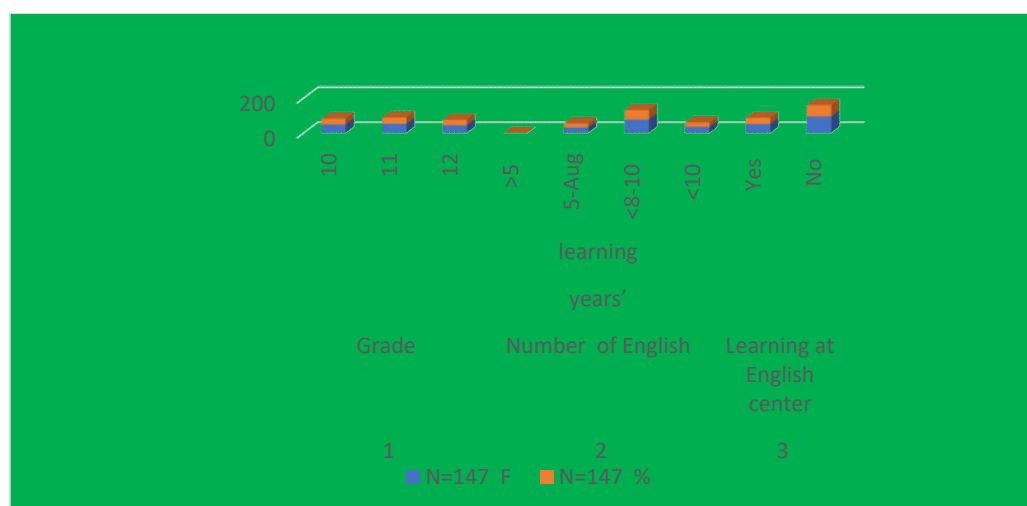 200
0
10
11
12
>5
5-Aug
<8-10
<10
Yes
No
learning
years’
Grade
Number of English
Learning at
English
center
1
2
3
N=147 F
N=147 %